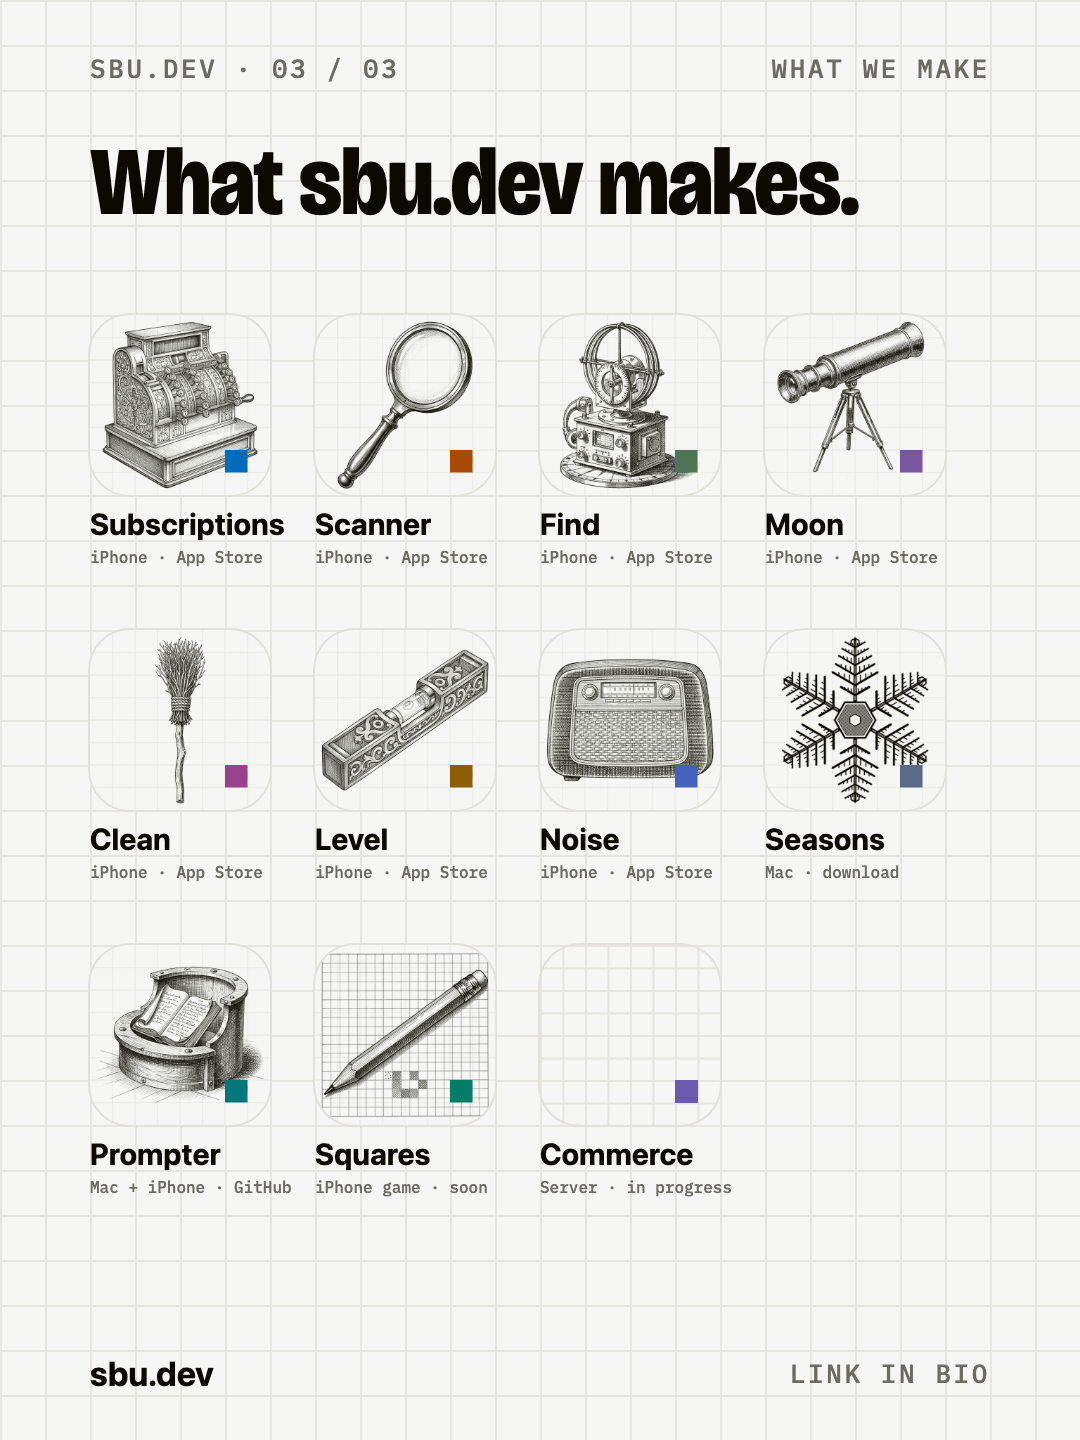 SBU.DEV · 03 / 03
WHAT WE MAKE
What sbu.dev makes.
Subscriptions
iPhone · App Store
Scanner
iPhone · App Store
Find
iPhone · App Store
Moon
iPhone · App Store
Clean
iPhone · App Store
Level
iPhone · App Store
Noise
iPhone · App Store
Seasons
Mac · download
Prompter
Mac + iPhone · GitHub
Squares
iPhone game · soon
Commerce
Server · in progress
sbu.dev
LINK IN BIO